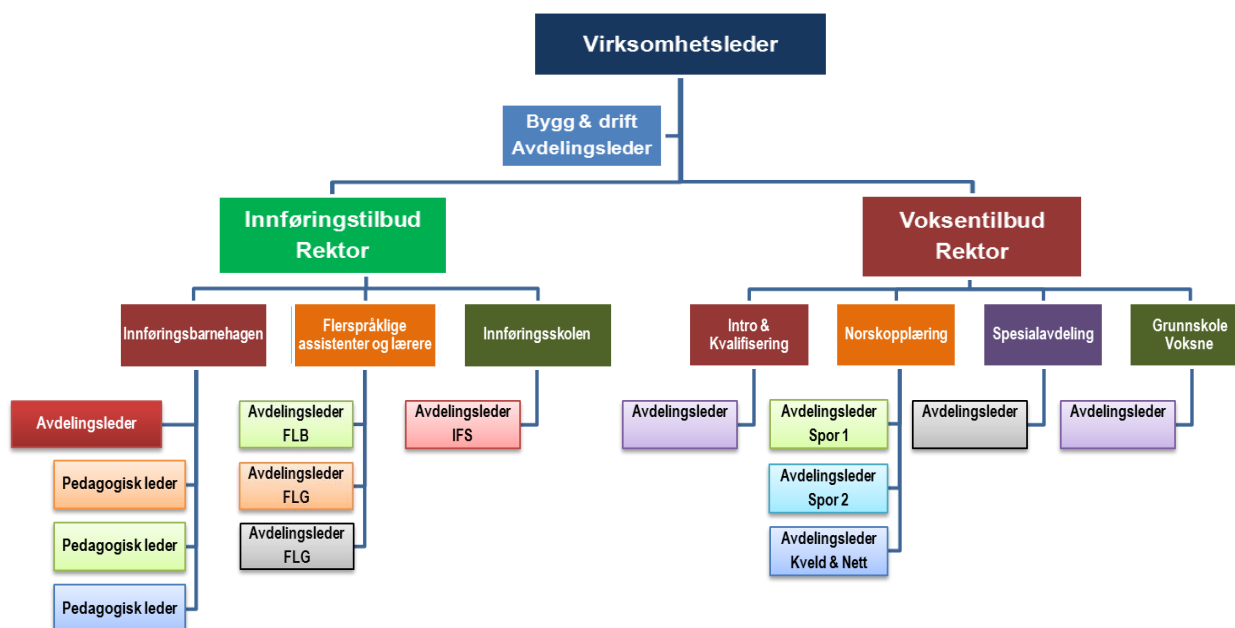 Virksomhetsleder
Bygg & drift
Avdelingsleder
Innføringstilbud
Rektor
Voksentilbud
Rektor
Innføringsbarnehagen
Flerspråklige
assistenter og lærere
Innføringsskolen
Intro &
Kvalifisering
Norskopplæring
Spesialavdeling
Grunnskole
Voksne
Avdelingsleder
Pedagogisk leder
Pedagogisk leder
Pedagogisk leder
Avdelingsleder
FLB
Avdelingsleder
FLG
Avdelingsleder
FLG
Avdelingsleder
IFS
Avdelingsleder
Avdelingsleder
Spor 1
Avdelingsleder
Spor 2
Avdelingsleder
Kveld & Nett
Avdelingsleder
Avdelingsleder